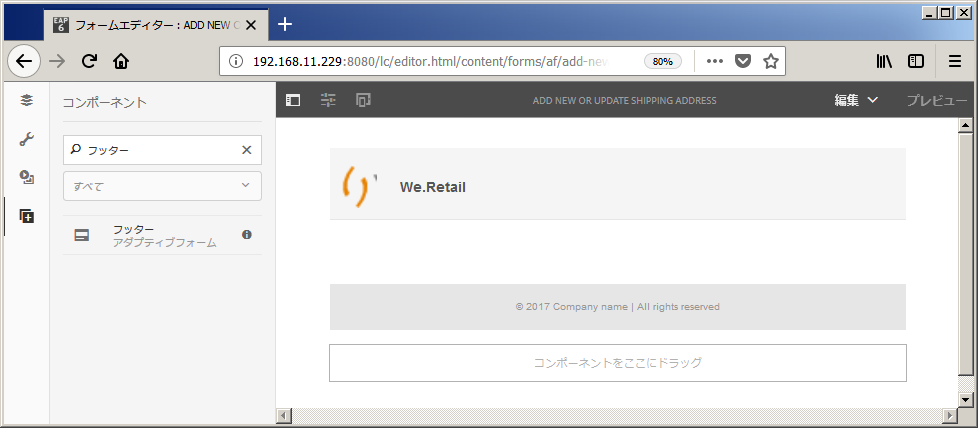 フォームエディター : ADD NEW O
192.168.11.229:8080/lc/editor.html/content/forms/af/add-new
80%
コンポーネント
ADD NEW OR UPDATE SHIPPING ADDRESS
編集
プレビュー
フッター
すべて
フッター
アダプティブフォーム
We.Retail
© 2017 Company name | All rights reserved
コンポーネントをここにドラッグ